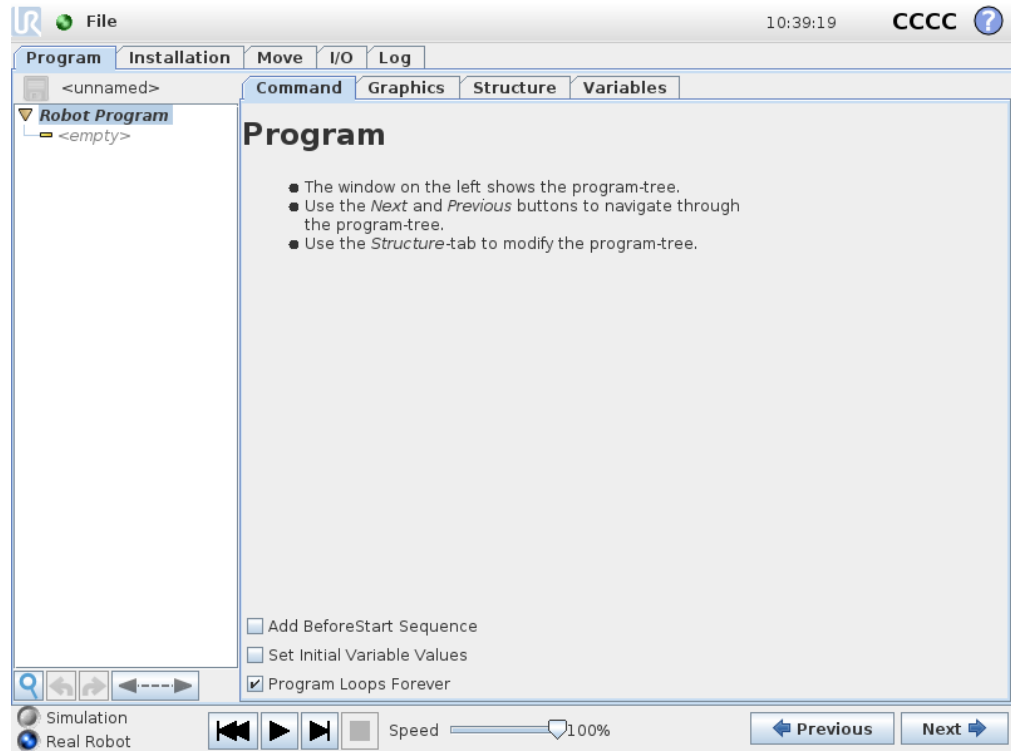 UR File 10:39:19 CCCC ?
Program Installation Move I/O Log
<unnamed>
Command Graphics Structure Variables
Robot Program
<empty>
Program
The window on the left shows the program-tree.
Use the Next and Previous buttons to navigate through
the program-tree.
Use the Structure-tab to modify the program-tree.
Add BeforeStart Sequence
Set Initial Variable Values
Program Loops Forever
Simulation
Real Robot
Speed 100%
Previous Next